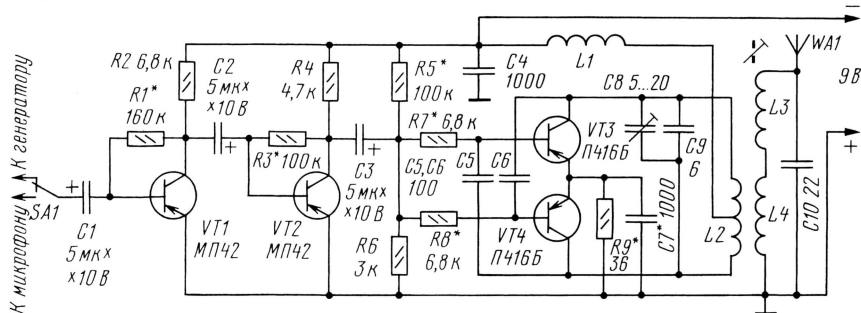 К генератору
К микрофону
SA1
C1
5 мк×
×10 В
R1*
160 к
R2 6,8 к
C2
5 мк×
×10 В
VT1
МП42
R3* 100 к
R4
4,7 к
VT2
МП42
C3
5 мк×
×10 В
R5*
100 к
R6
3 к
R7* 6,8 к
C5, C6
100
C5
C6
R8*
6,8 к
C4
1000
L1
VT3
П416Б
VT4
П416Б
R9*
36
C7* 1000
C8 5...20
C9
6
L2
L3
L4
C10 22
WA1
−
9 В
+